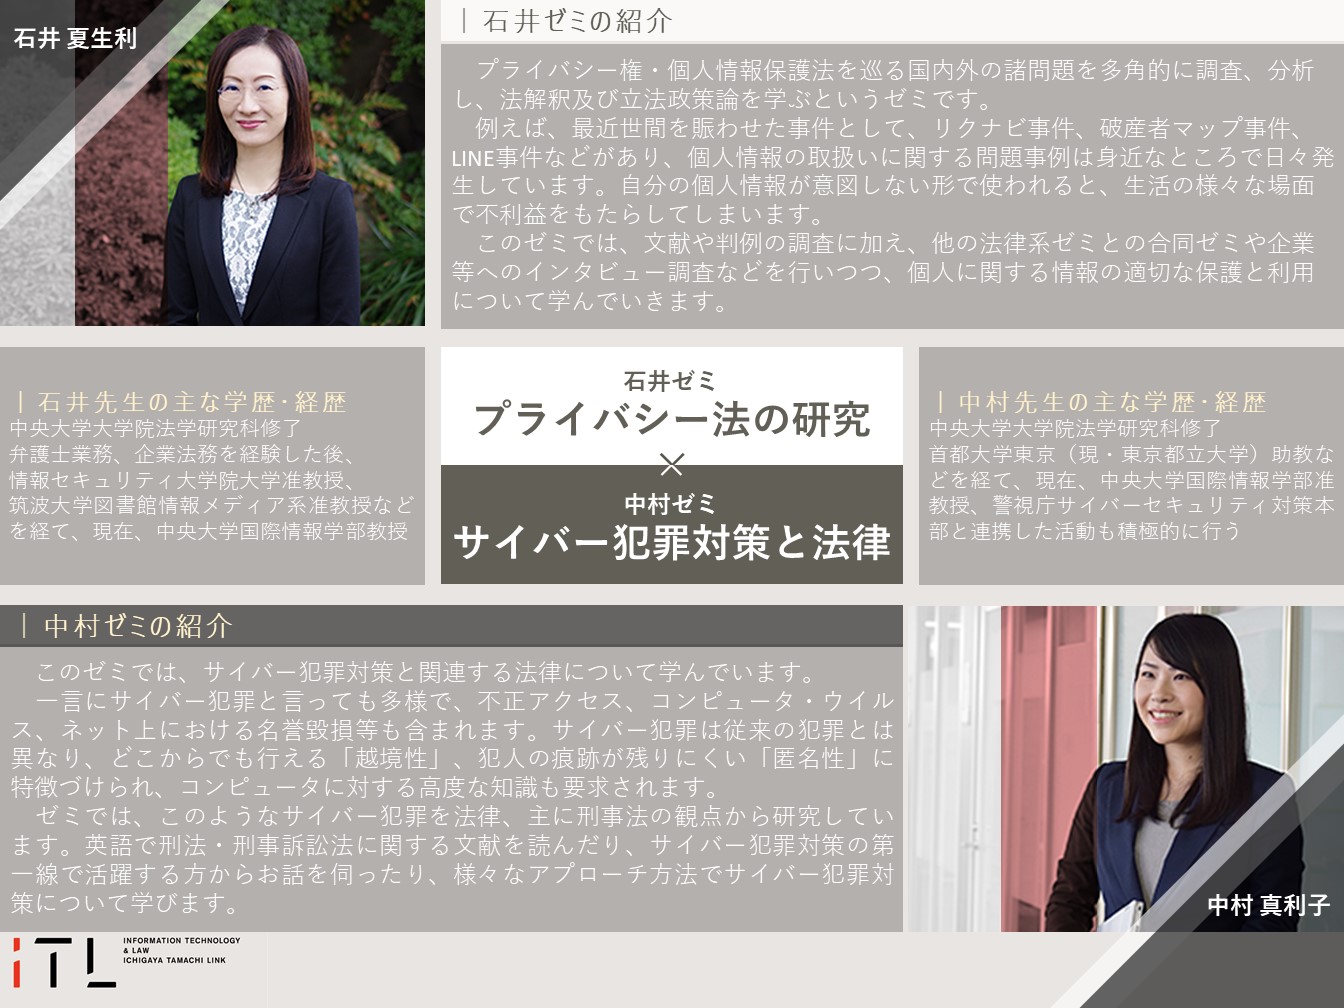 石井 夏生利
｜石井ゼミの紹介
　プライバシー権・個人情報保護法を巡る国内外の諸問題を多角的に調査、分析
し、法解釈及び立法政策論を学ぶというゼミです。
　例えば、最近世間を賑わせた事件として、リクナビ事件、破産者マップ事件、
LINE事件などがあり、個人情報の取扱いに関する問題事例は身近なところで日々発
生しています。自分の個人情報が意図しない形で使われると、生活の様々な場面
で不利益をもたらしてしまいます。
　このゼミでは、文献や判例の調査に加え、他の法律系ゼミとの合同ゼミや企業
等へのインタビュー調査などを行いつつ、個人に関する情報の適切な保護と利用
について学んでいきます。
｜石井先生の主な学歴・経歴
中央大学大学院法学研究科修了
弁護士業務、企業法務を経験した後、
情報セキュリティ大学院大学准教授、
筑波大学図書館情報メディア系准教授など
を経て、現在、中央大学国際情報学部教授
石井ゼミ
プライバシー法の研究
×
中村ゼミ
サイバー犯罪対策と法律
｜中村先生の主な学歴・経歴
中央大学大学院法学研究科修了
首都大学東京（現・東京都立大学）助教な
どを経て、現在、中央大学国際情報学部准
教授、警視庁サイバーセキュリティ対策本
部と連携した活動も積極的に行う
｜中村ゼミの紹介
　このゼミでは、サイバー犯罪対策と関連する法律について学んでいます。
　一言にサイバー犯罪と言っても多様で、不正アクセス、コンピュータ・ウイル
ス、ネット上における名誉毀損等も含まれます。サイバー犯罪は従来の犯罪とは
異なり、どこからでも行える「越境性」、犯人の痕跡が残りにくい「匿名性」に
特徴づけられ、コンピュータに対する高度な知識も要求されます。
　ゼミでは、このようなサイバー犯罪を法律、主に刑事法の観点から研究してい
ます。英語で刑法・刑事訴訟法に関する文献を読んだり、サイバー犯罪対策の第
一線で活躍する方からお話を伺ったり、様々なアプローチ方法でサイバー犯罪対
策について学びます。
中村 真利子
iTL
INFORMATION TECHNOLOGY
& LAW
ICHIGAYA TAMACHI LINK